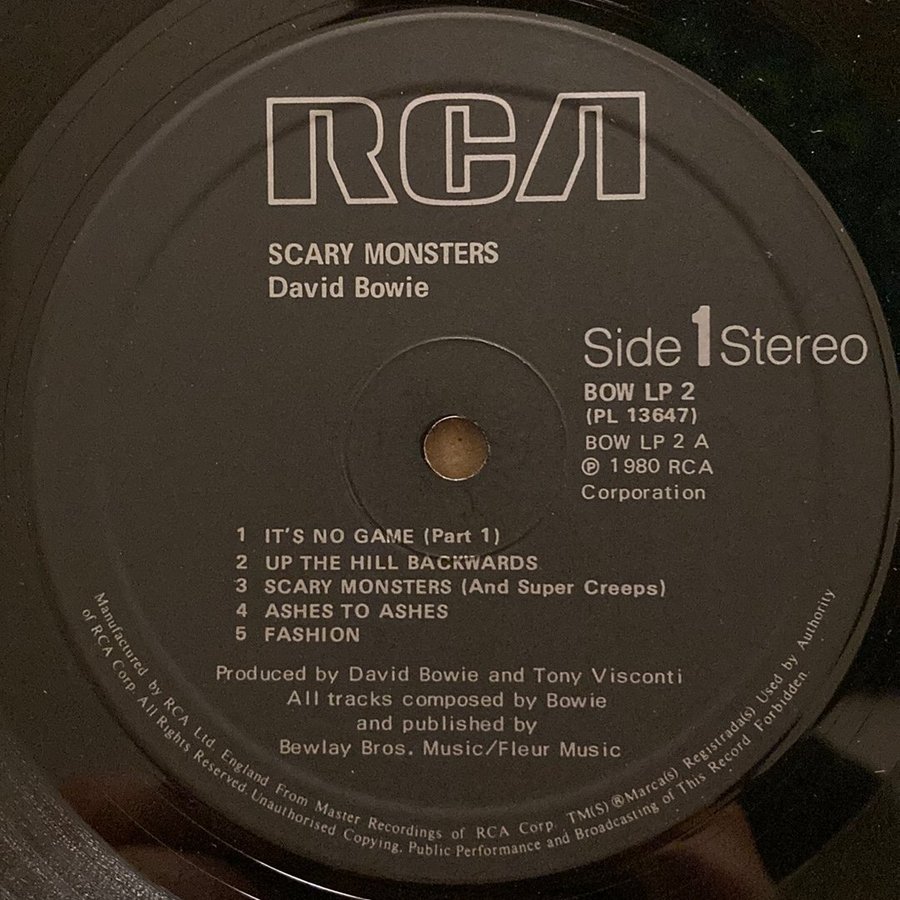 RCA
SCARY MONSTERS
David Bowie
Side 1 Stereo
BOW LP 2
(PL 13647)
BOW LP 2 A
℗ 1980 RCA
Corporation
1 IT'S NO GAME (Part 1)
2 UP THE HILL BACKWARDS
3 SCARY MONSTERS (And Super Creeps)
4 ASHES TO ASHES
5 FASHION
Produced by David Bowie and Tony Visconti
All tracks composed by Bowie
and published by
Bewlay Bros. Music/Fleur Music
Manufactured by RCA Ltd. England From Master Recordings of RCA Corp. TM(S)®Marca(s) Registrada(s) Used by Authority
of RCA Corp. All Rights Reserved Unauthorised Copying, Public Performance and Broadcasting of This Record Forbidden.